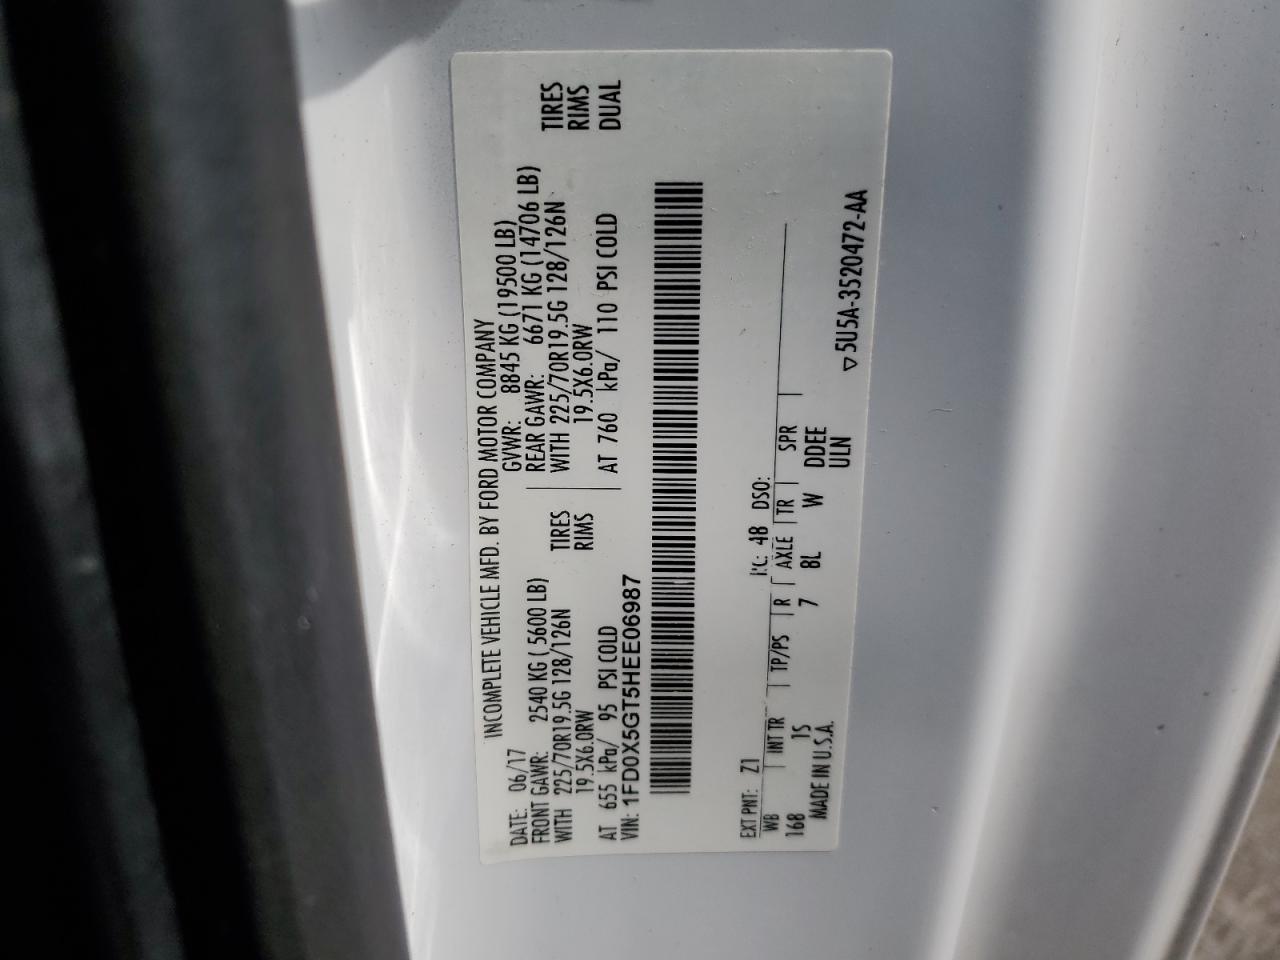 INCOMPLETE VEHICLE MFD. BY FORD MOTOR COMPANY
DATE: 06/17 GVWR: 8845 KG (19500 LB)
FRONT GAWR: 2540 KG ( 5600 LB) REAR GAWR: 6671 KG (14706 LB)
WITH 225/70R19.5G 128/126N TIRES WITH 225/70R19.5G 128/126N TIRES
19.5X6.0RW RIMS 19.5X6.0RW RIMS
AT 655 kPa/ 95 PSI COLD AT 760 kPa/ 110 PSI COLD DUAL
VIN: 1FD0X5GT5HEE06987
EXT PNT: Z1 I'C: 48 DSO:
WB INT TR TP/PS R AXLE TR SPR
168 1S 7 8L W DDEE
MADE IN U.S.A. ULN
▽5U5A-3520472-AA